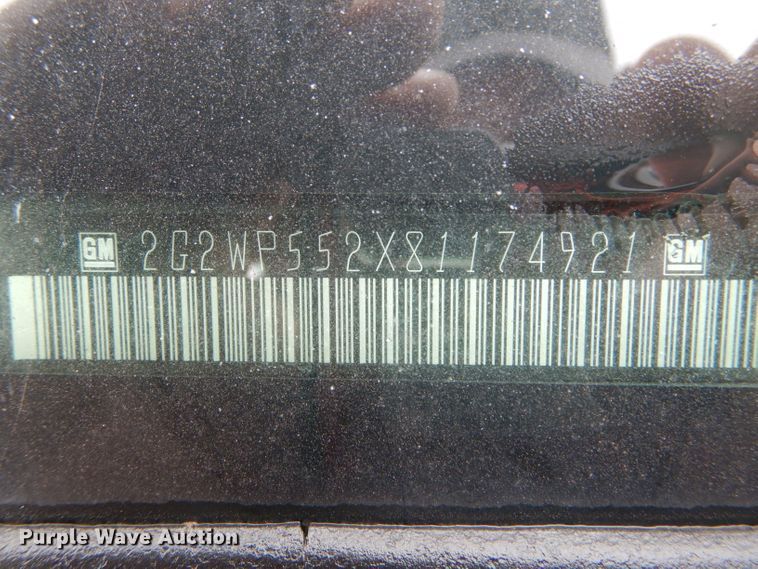 GM 2G2WP552X81174921 GM
Purple Wave Auction